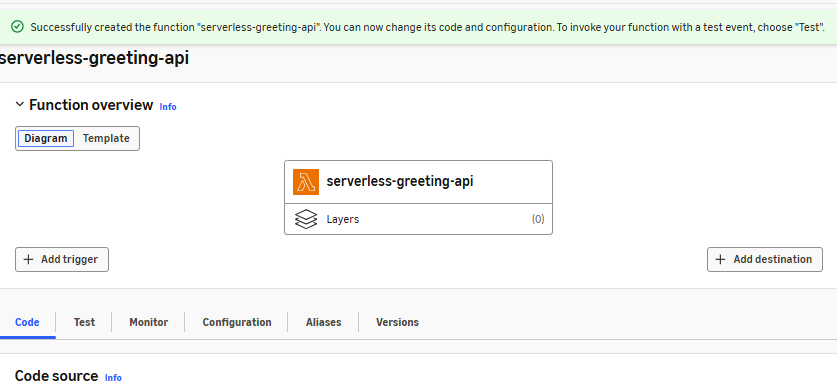 Successfully created the function "serverless-greeting-api". You can now change its code and configuration. To invoke your function with a test event, choose "Test".
serverless-greeting-api
Function overview Info
Diagram Template
serverless-greeting-api
Layers (0)
Add trigger Add destination
Code Test Monitor Configuration Aliases Versions
Code source Info